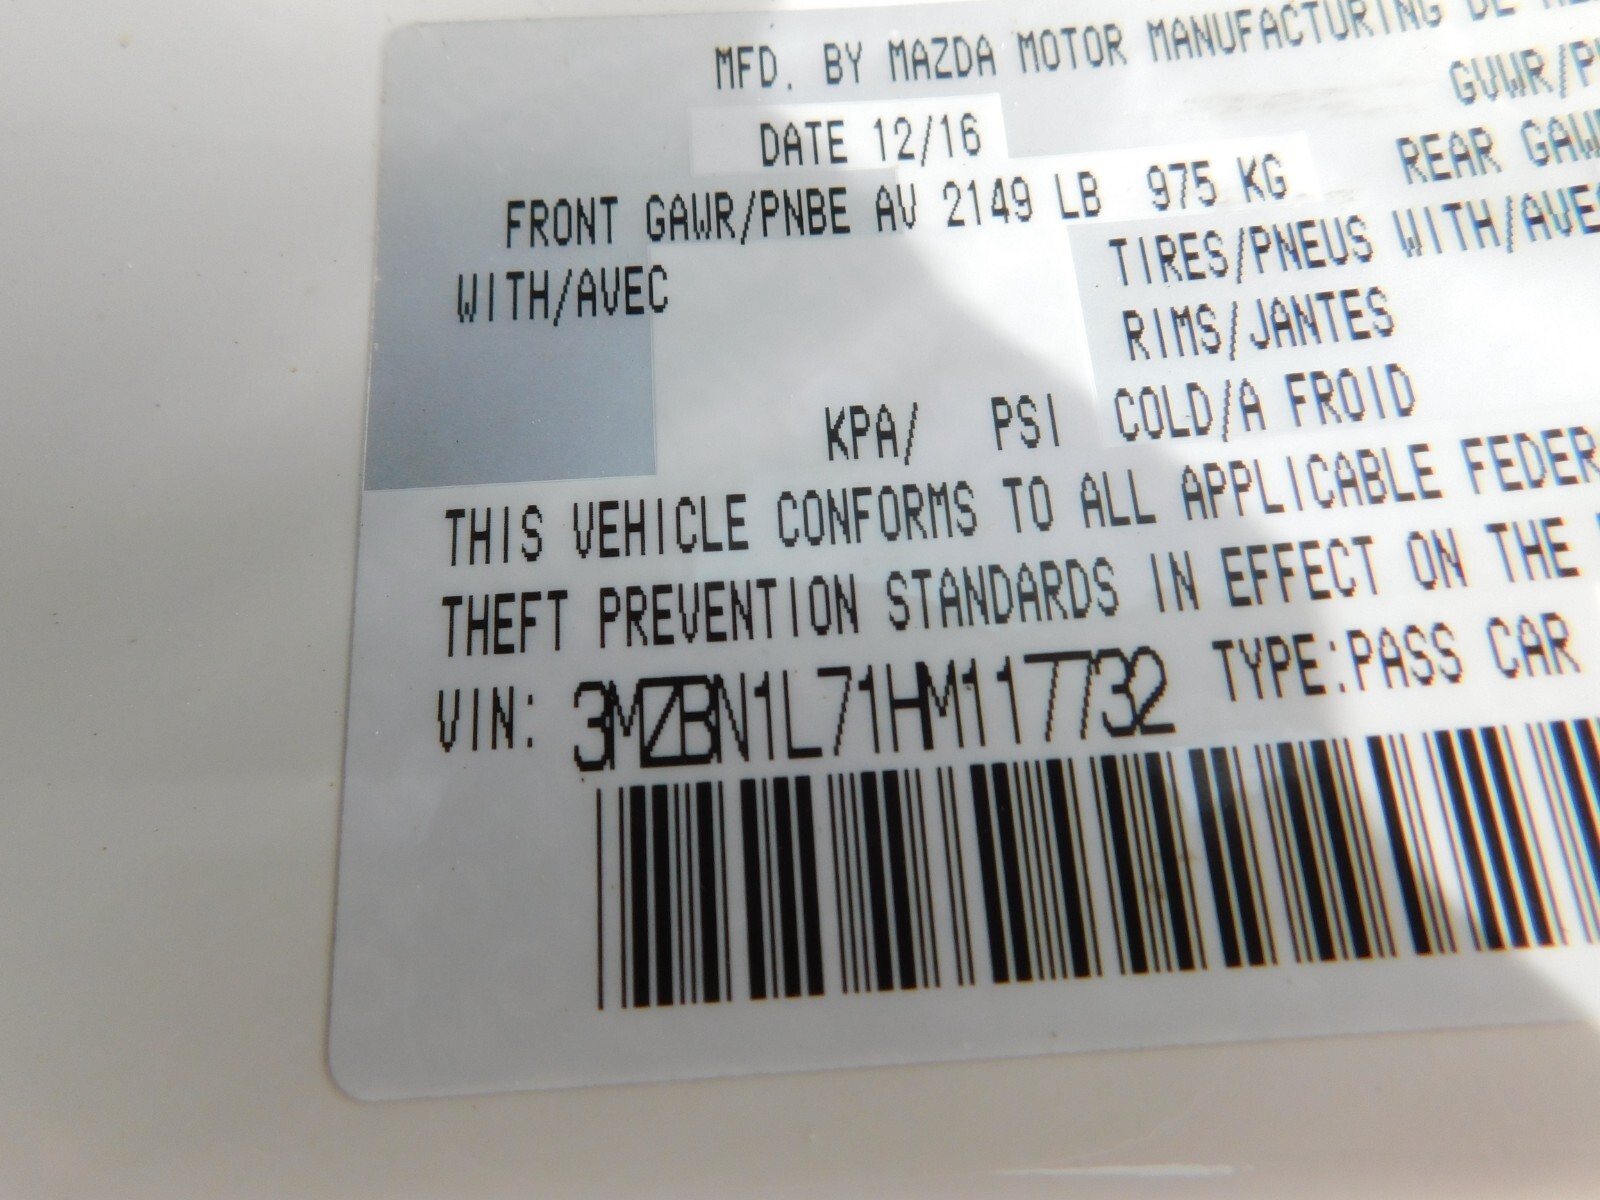 MFD. BY MAZDA MOTOR MANUFACTURING DE
DATE 12/16
GVWR/
FRONT GAWR/PNBE AV 2149 LB 975 KG
REAR
WITH/AVEC
TIRES/PNEUS WITH/AVEC
RIMS/JANTES
KPA/ PSI COLD/A FROID
THIS VEHICLE CONFORMS TO ALL APPLICABLE FEDER
THEFT PREVENTION STANDARDS IN EFFECT ON THE
VIN: 3MZBN1L71HM117732 TYPE:PASS CAR